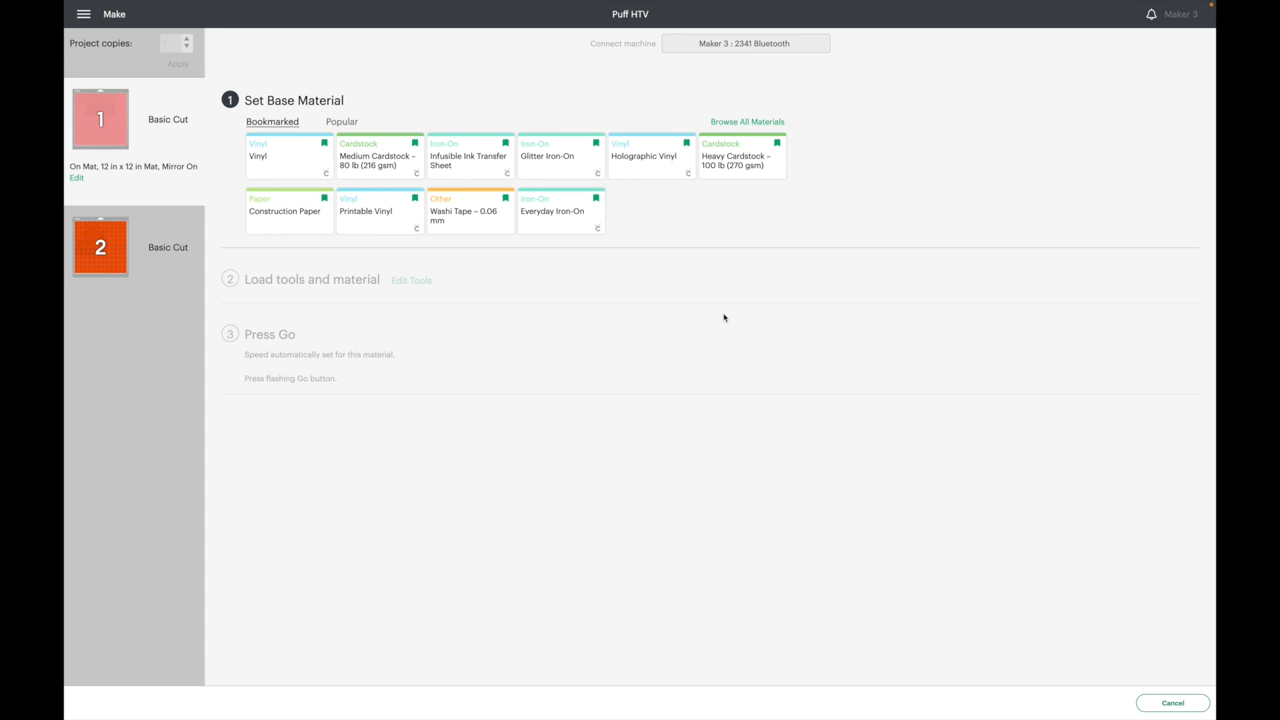 Make
Puff HTV
Maker 3
Project copies:
Apply
Connect machine
Maker 3 : 2341 Bluetooth
1
Basic Cut
On Mat, 12 in x 12 in Mat, Mirror On
Edit
2
Basic Cut
1 Set Base Material
Bookmarked
Popular
Browse All Materials
Vinyl
Vinyl
C
Cardstock
Medium Cardstock –
80 lb (216 gsm)
C
Iron-On
Infusible Ink Transfer
Sheet
C
Iron-On
Glitter Iron-On
C
Vinyl
Holographic Vinyl
C
Cardstock
Heavy Cardstock –
100 lb (270 gsm)
Paper
Construction Paper
Vinyl
Printable Vinyl
C
Other
Washi Tape – 0.06
mm
Iron-On
Everyday Iron-On
C
2 Load tools and material
Edit Tools
3 Press Go
Speed automatically set for this material.
Press flashing Go button.
Cancel